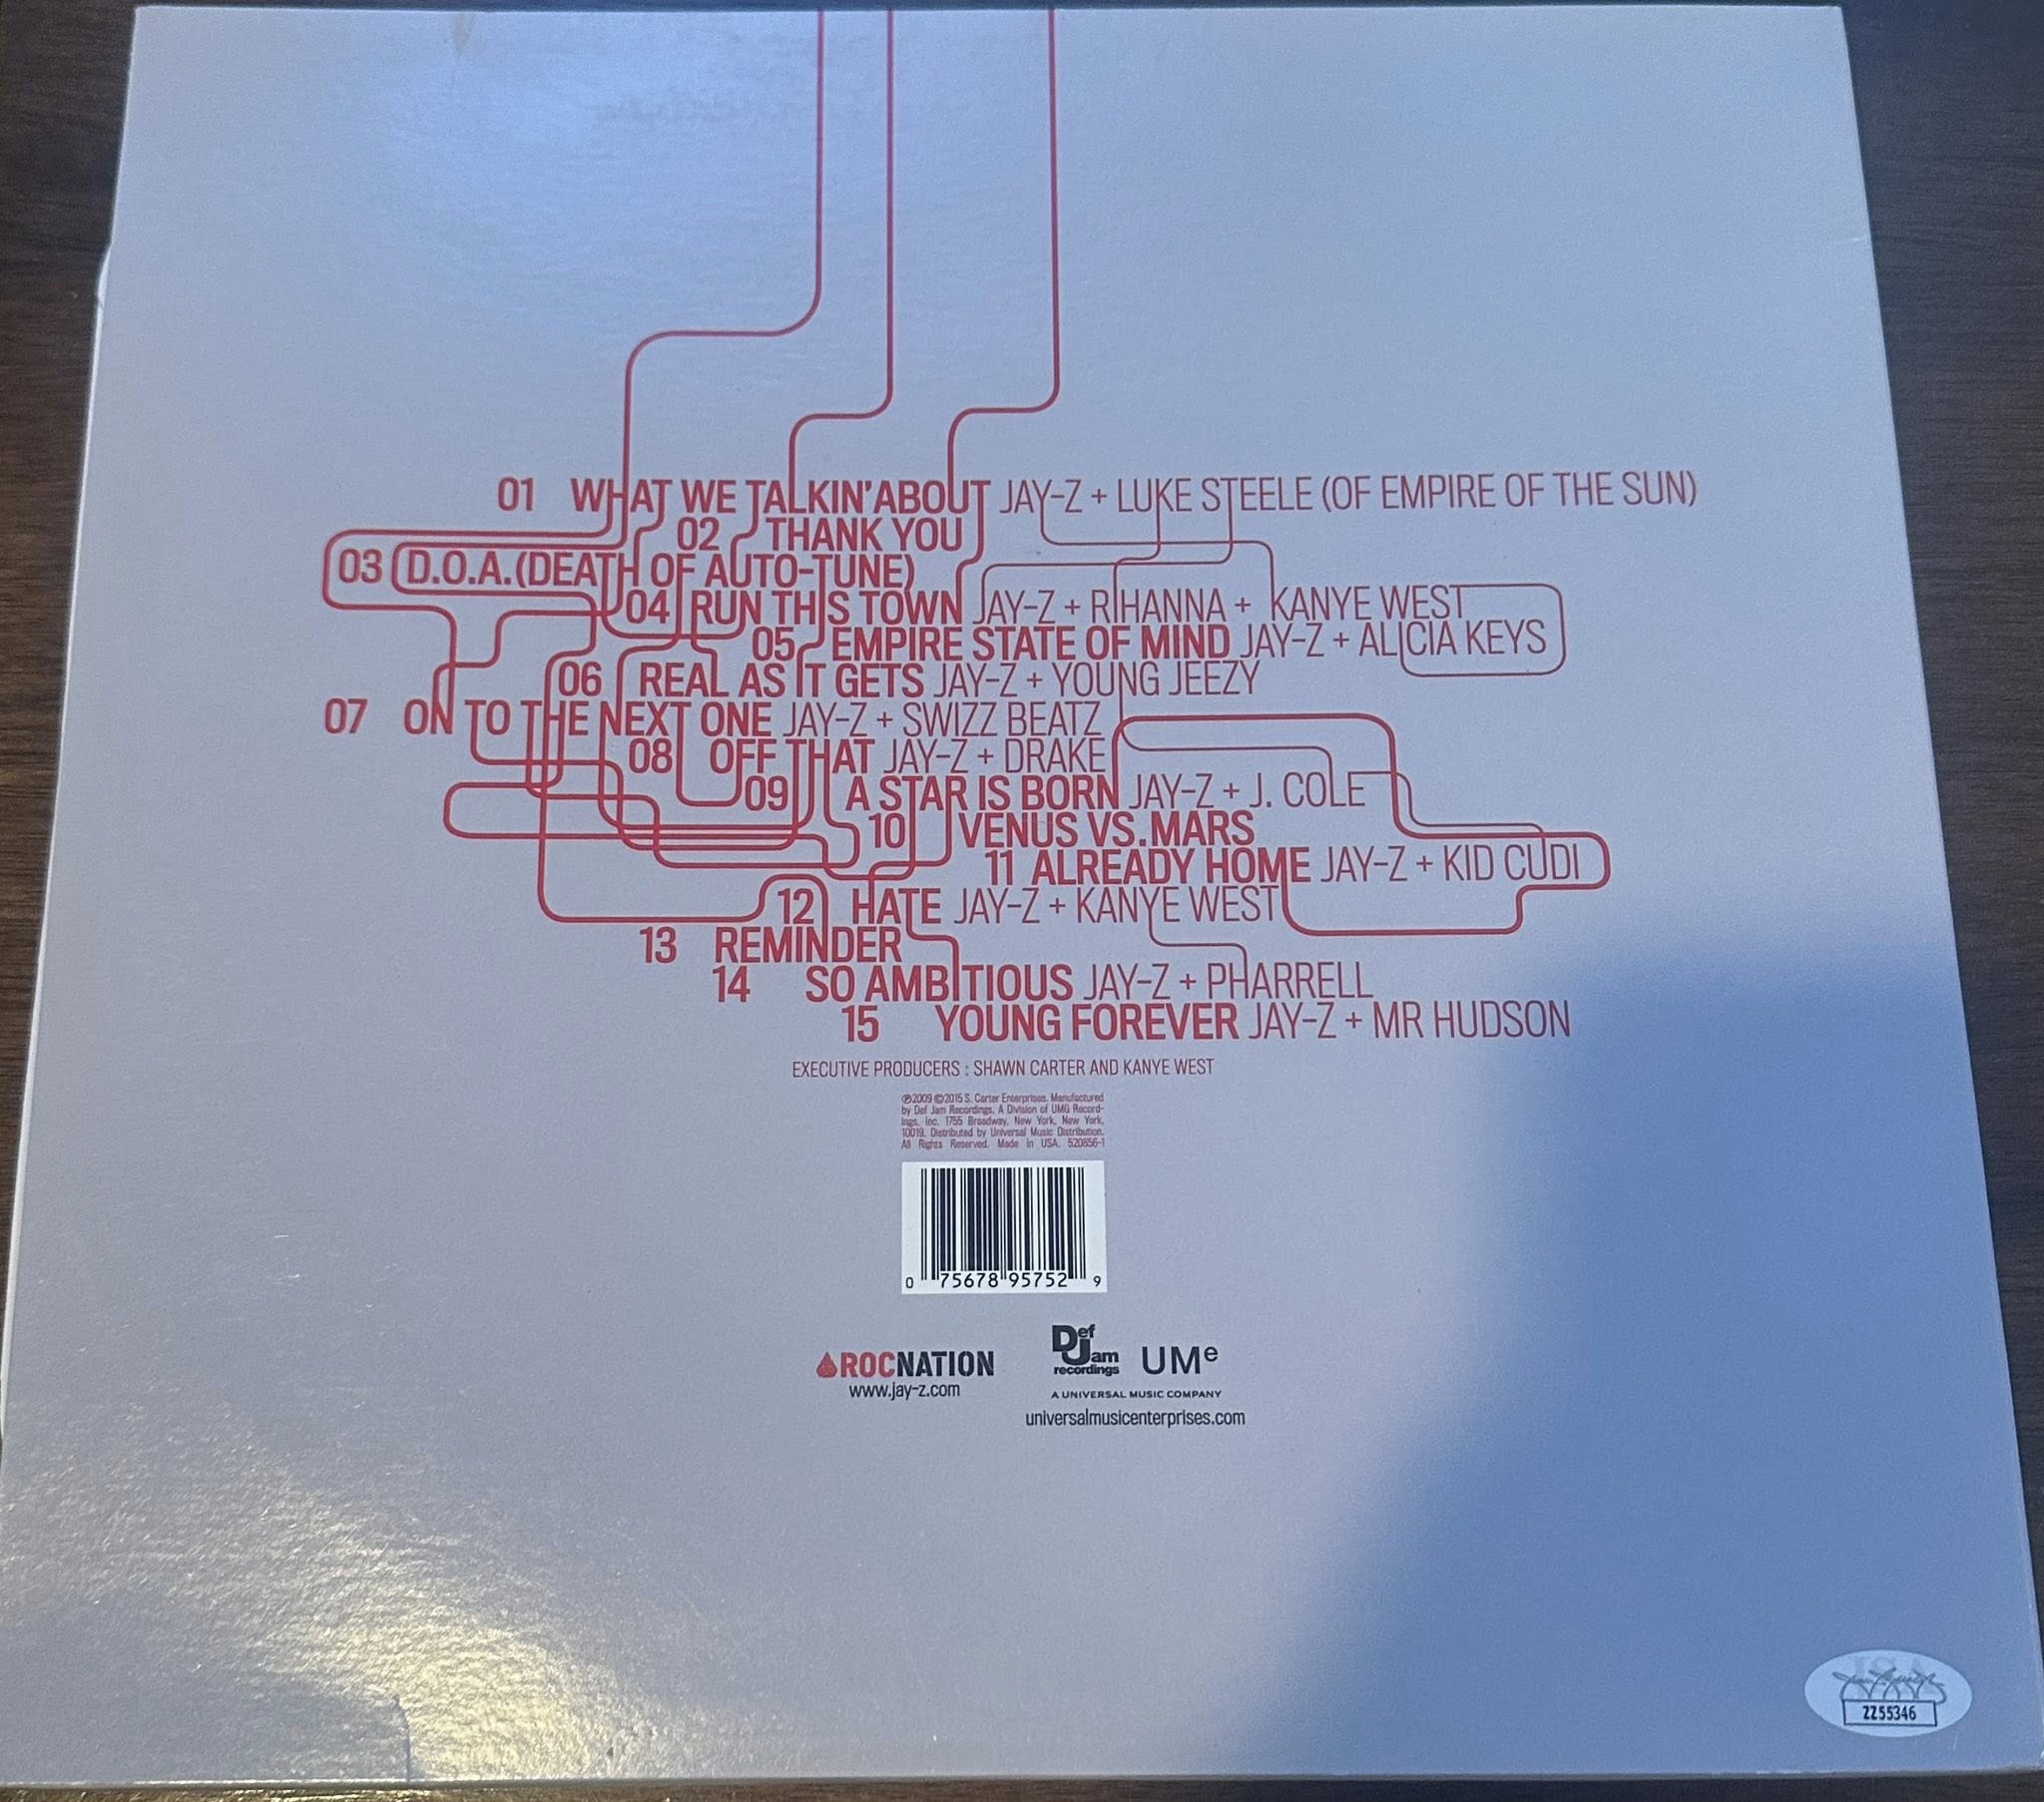 01 WHAT WE TALKIN' ABOUT JAY-Z + LUKE STEELE (OF EMPIRE OF THE SUN)
02 THANK YOU
03 D.O.A. (DEATH OF AUTO-TUNE)
04 RUN THIS TOWN JAY-Z + RIHANNA + KANYE WEST
05 EMPIRE STATE OF MIND JAY-Z + ALICIA KEYS
06 REAL AS IT GETS JAY-Z + YOUNG JEEZY
07 ON TO THE NEXT ONE JAY-Z + SWIZZ BEATZ
08 OFF THAT JAY-Z + DRAKE
09 A STAR IS BORN JAY-Z + J. COLE
10 VENUS VS. MARS
11 ALREADY HOME JAY-Z + KID CUDI
12 HATE JAY-Z + KANYE WEST
13 REMINDER
14 SO AMBITIOUS JAY-Z + PHARRELL
15 YOUNG FOREVER JAY-Z + MR HUDSON
EXECUTIVE PRODUCERS : SHAWN CARTER AND KANYE WEST
℗2009 ©2015 S. Carter Enterprises. Manufactured
by Def Jam Recordings, A Division of UMG Record-
ings, Inc. 1755 Broadway, New York, New York,
10019. Distributed by Universal Music Distribution.
All Rights Reserved. Made in USA. 520856-1
0 75678 95752 9
ROCNATION
www.jay-z.com
Def Jam recordings
UMe
A UNIVERSAL MUSIC COMPANY
universalmusicenterprises.com
JSA
ZZ55346